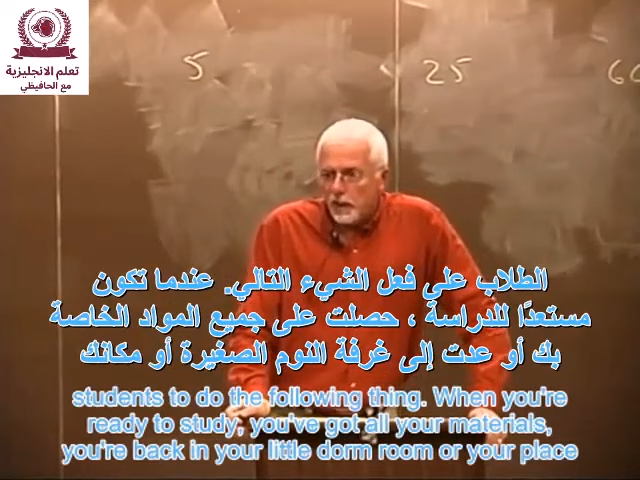 تعلم الانجليزية
مع الحافيظي
5 25 60
الطلاب على فعل الشيء التالي. عندما تكون
مستعدًا للدراسة ، حصلت على جميع المواد الخاصة
بك أو عدت إلى غرفة النوم الصغيرة أو مكانك
students to do the following thing. When you're
ready to study, you've got all your materials,
you're back in your little dorm room or your place